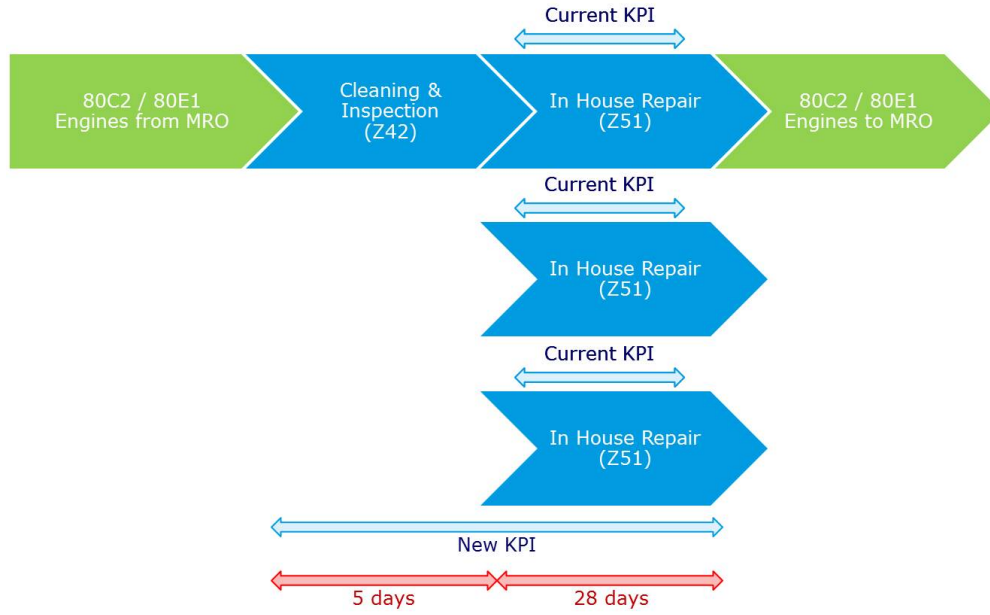 Current KPI
80C2 / 80E1
Engines from MRO
Cleaning &
Inspection
(Z42)
In House Repair
(Z51)
80C2 / 80E1
Engines to MRO
Current KPI
In House Repair
(Z51)
Current KPI
In House Repair
(Z51)
New KPI
5 days
28 days